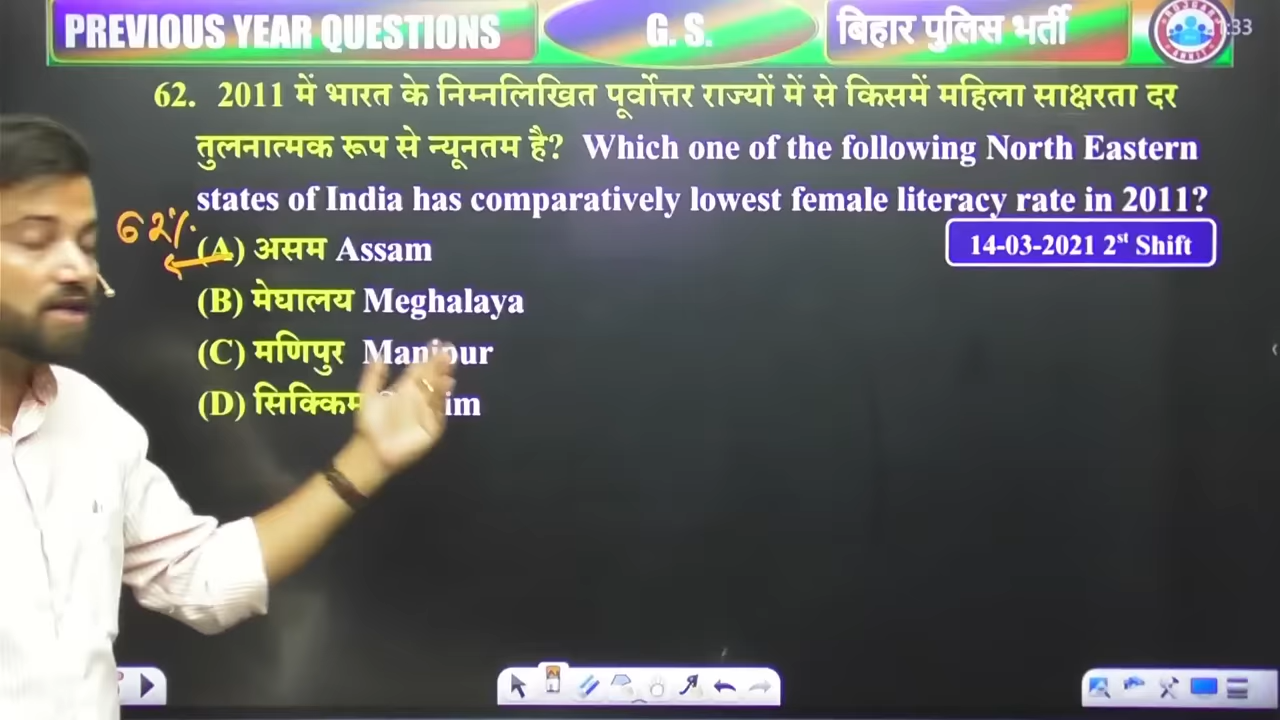 PREVIOUS YEAR QUESTIONS
G. S.
बिहार पुलिस भर्ती
:33
62. 2011 में भारत के निम्नलिखित पूर्वोत्तर राज्यों में से किसमें महिला साक्षरता दर
तुलनात्मक रूप से न्यूनतम है? Which one of the following North Eastern
states of India has comparatively lowest female literacy rate in 2011?
62%.
(A) असम Assam
14-03-2021 2st Shift
(B) मेघालय Meghalaya
(C) मणिपुर Manipur
(D) सिक्किम